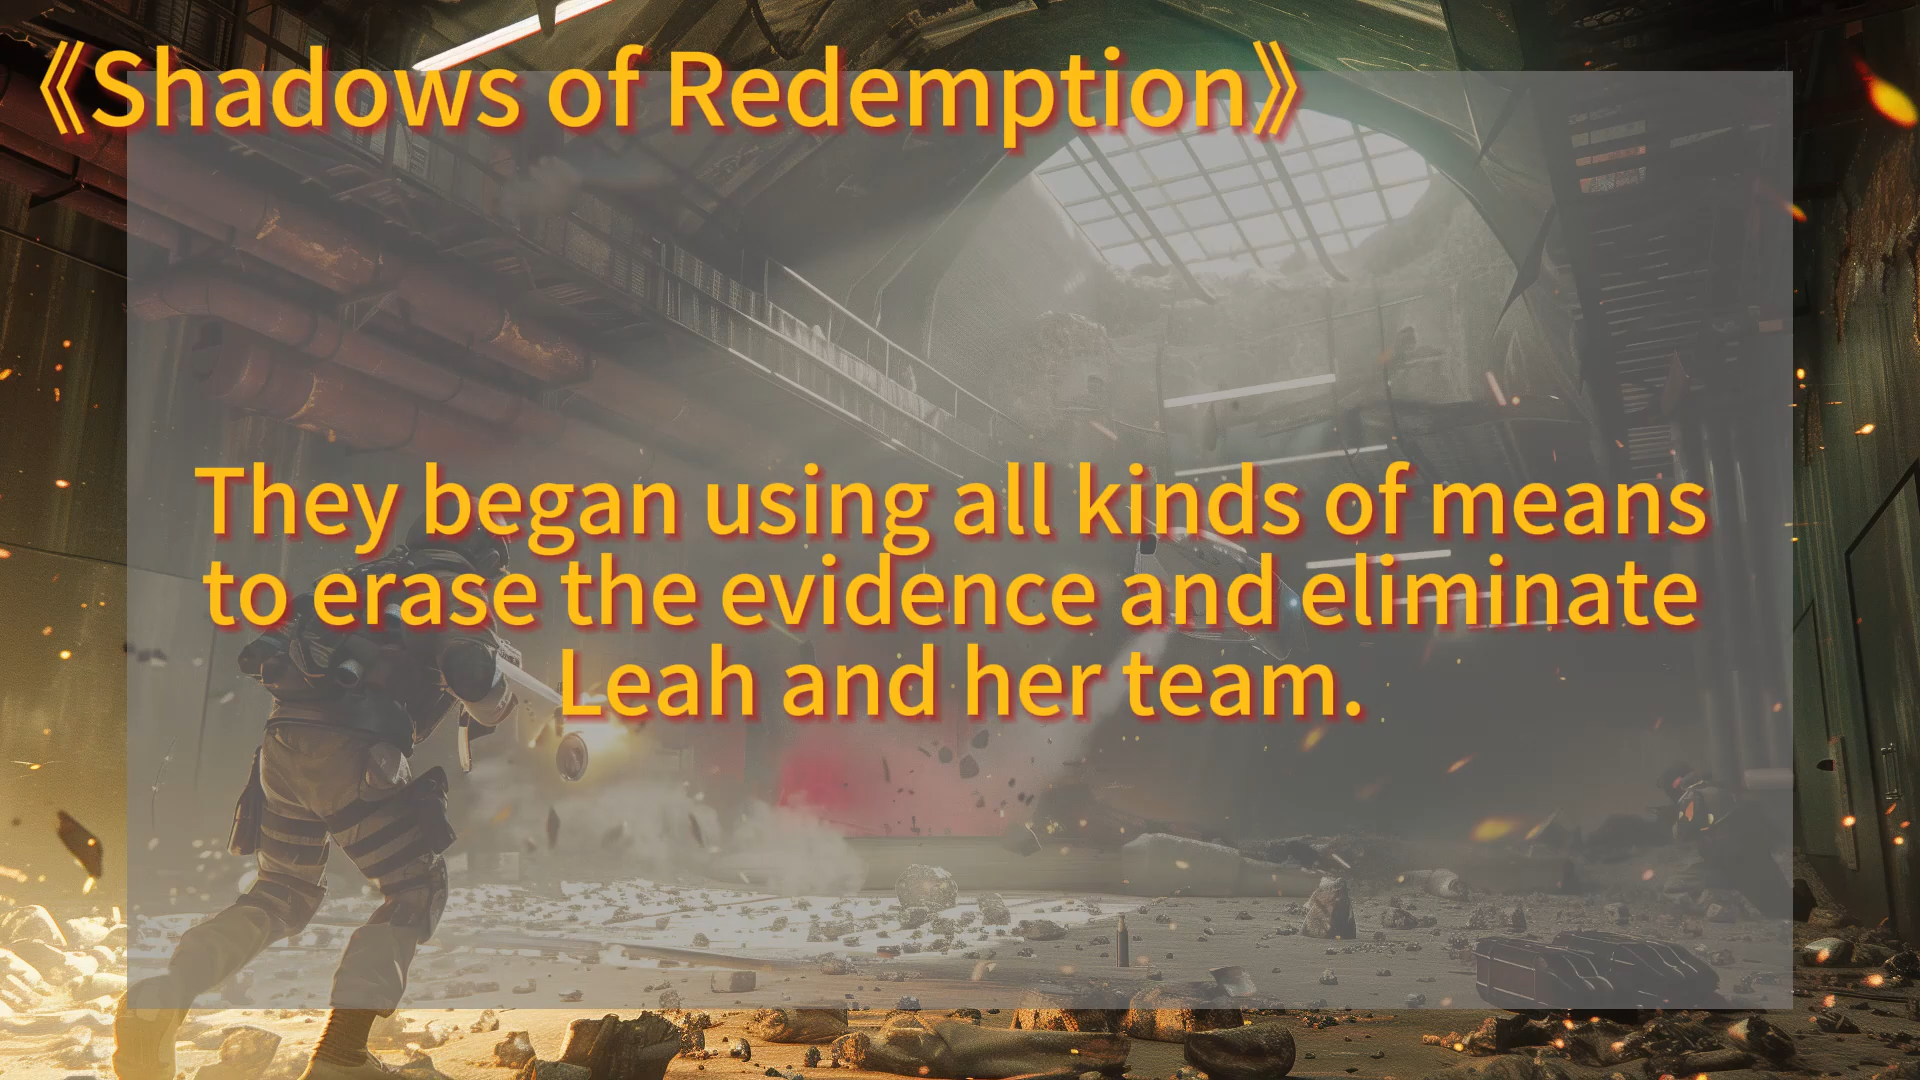 《Shadows of Redemption》
They began using all kinds of means
to erase the evidence and eliminate
Leah and her team.